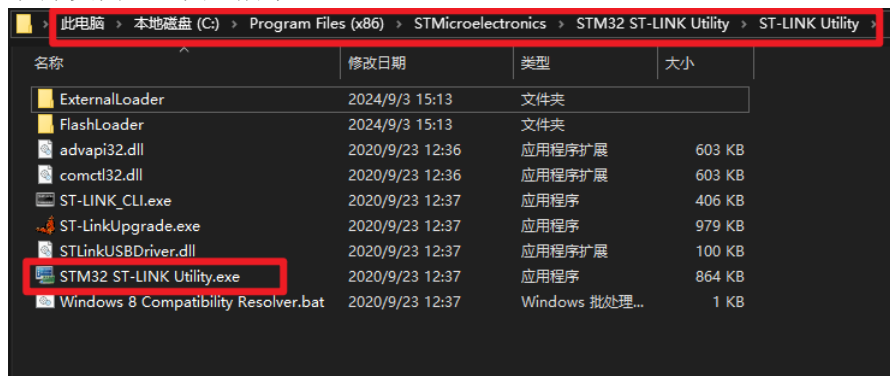 此电脑 › 本地磁盘 (C:) › Program Files (x86) › STMicroelectronics › STM32 ST-LINK Utility › ST-LINK Utility ›
名称 修改日期 类型 大小
ExternalLoader 2024/9/3 15:13 文件夹
FlashLoader 2024/9/3 15:13 文件夹
advapi32.dll 2020/9/23 12:36 应用程序扩展 603 KB
comctl32.dll 2020/9/23 12:36 应用程序扩展 603 KB
ST-LINK_CLI.exe 2020/9/23 12:37 应用程序 406 KB
ST-LinkUpgrade.exe 2020/9/23 12:37 应用程序 979 KB
STLinkUSBDriver.dll 2020/9/23 12:37 应用程序扩展 100 KB
STM32 ST-LINK Utility.exe 2020/9/23 12:37 应用程序 864 KB
Windows 8 Compatibility Resolver.bat 2020/9/23 12:37 Windows 批处理... 1 KB